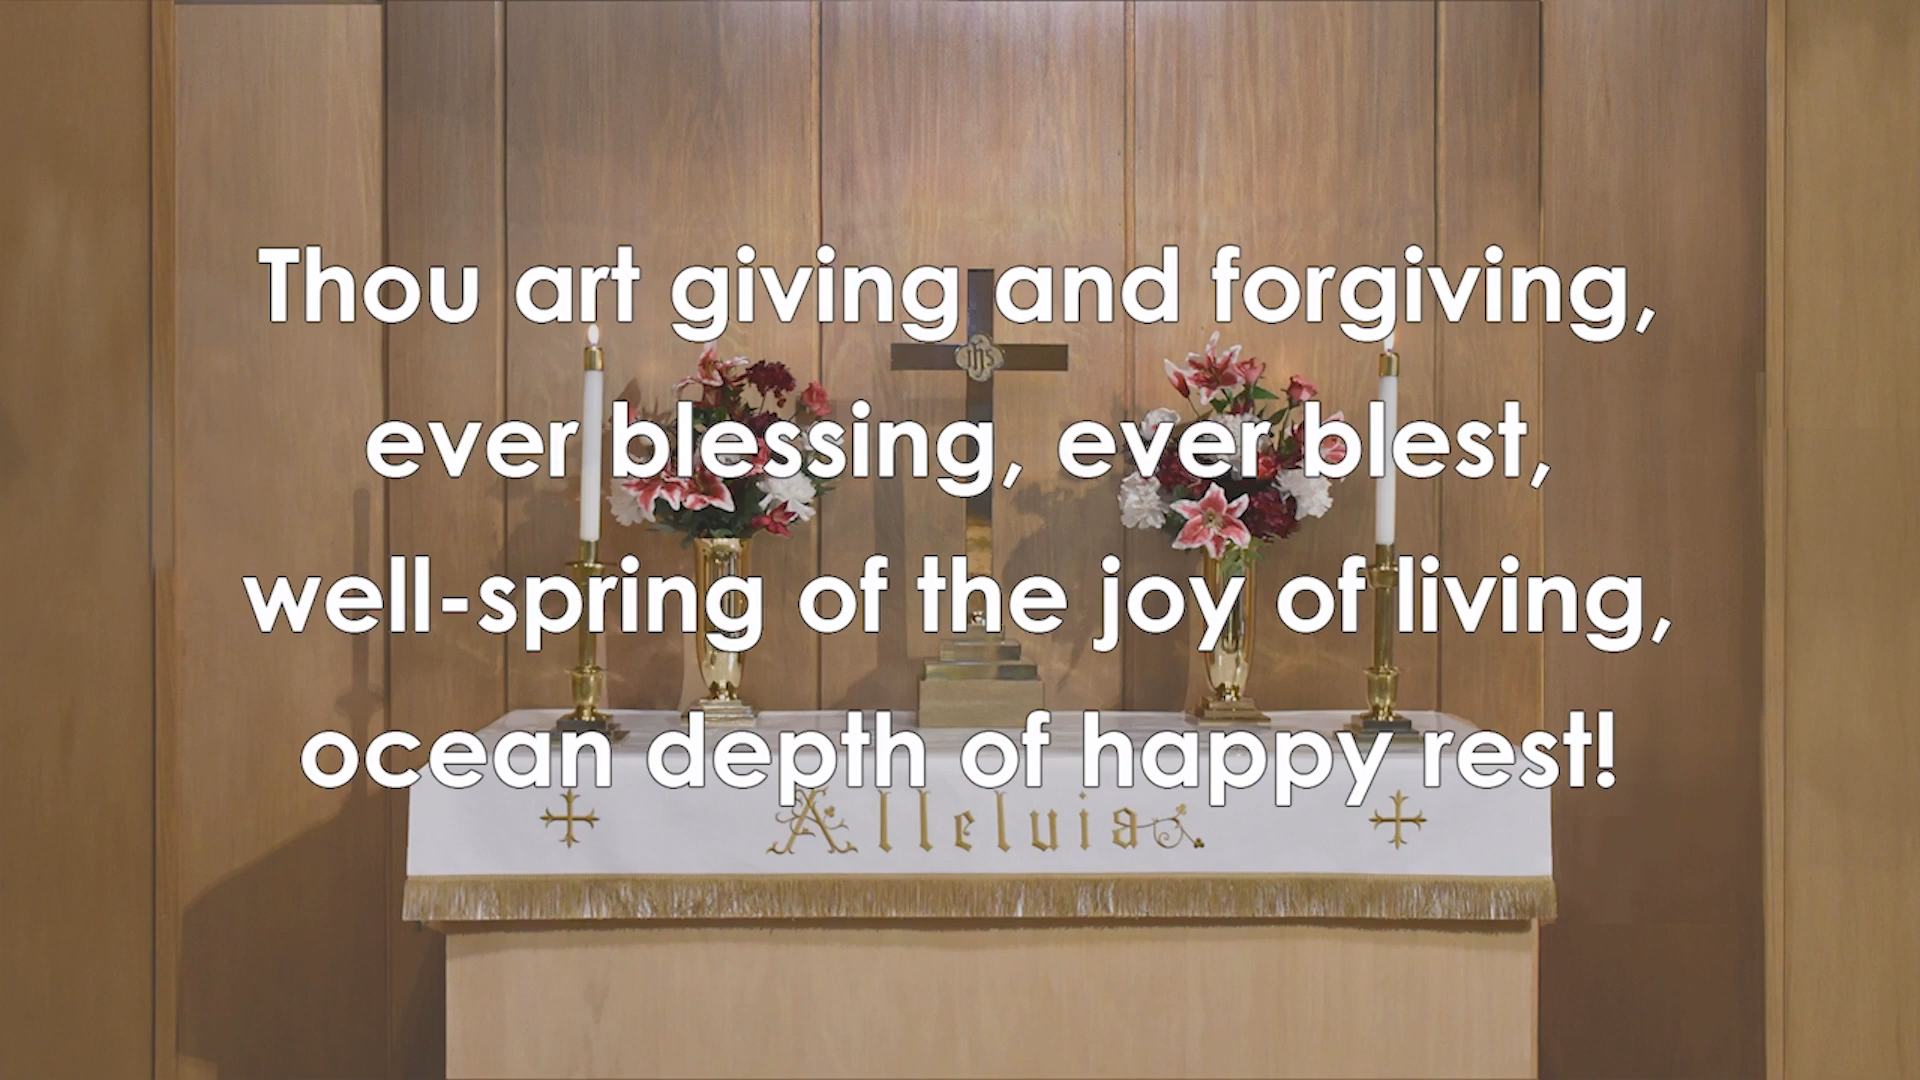 Thou art giving and forgiving,
ihs
ever blessing, ever blest,
well-spring of the joy of living,
ocean depth of happy rest!
Alleluia